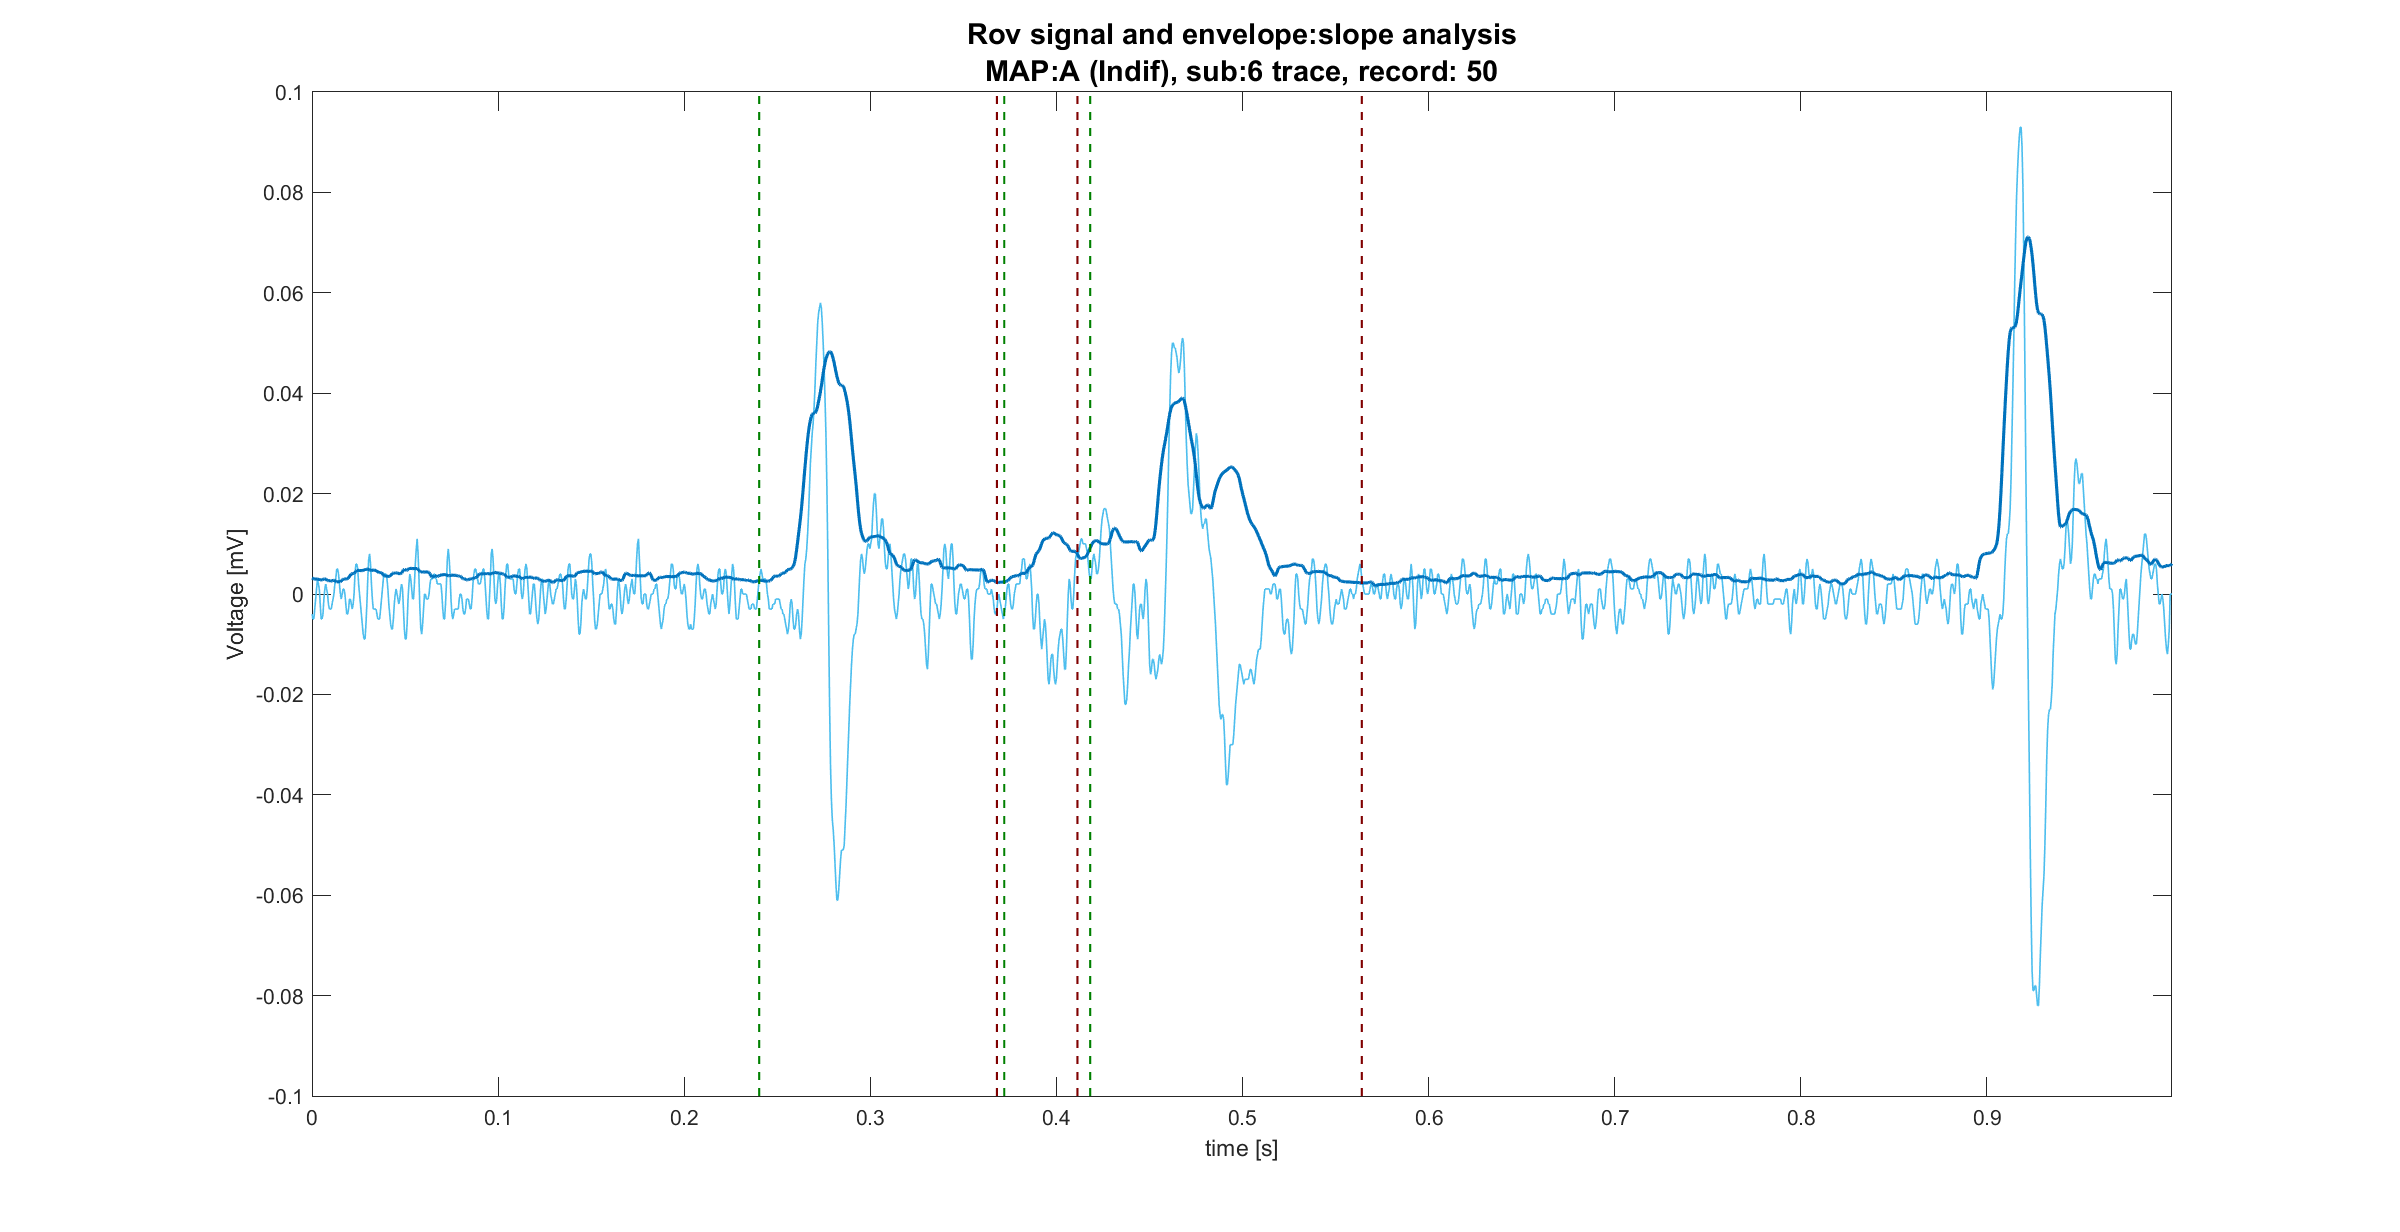 Rov signal and envelope:slope analysis
MAP:A (Indif), sub:6 trace, record: 50
0.1
0.08
0.06
0.04
0.02
0
-0.02
-0.04
-0.06
-0.08
-0.1
Voltage [mV]
0 0.1 0.2 0.3 0.4 0.5 0.6 0.7 0.8 0.9
time [s]